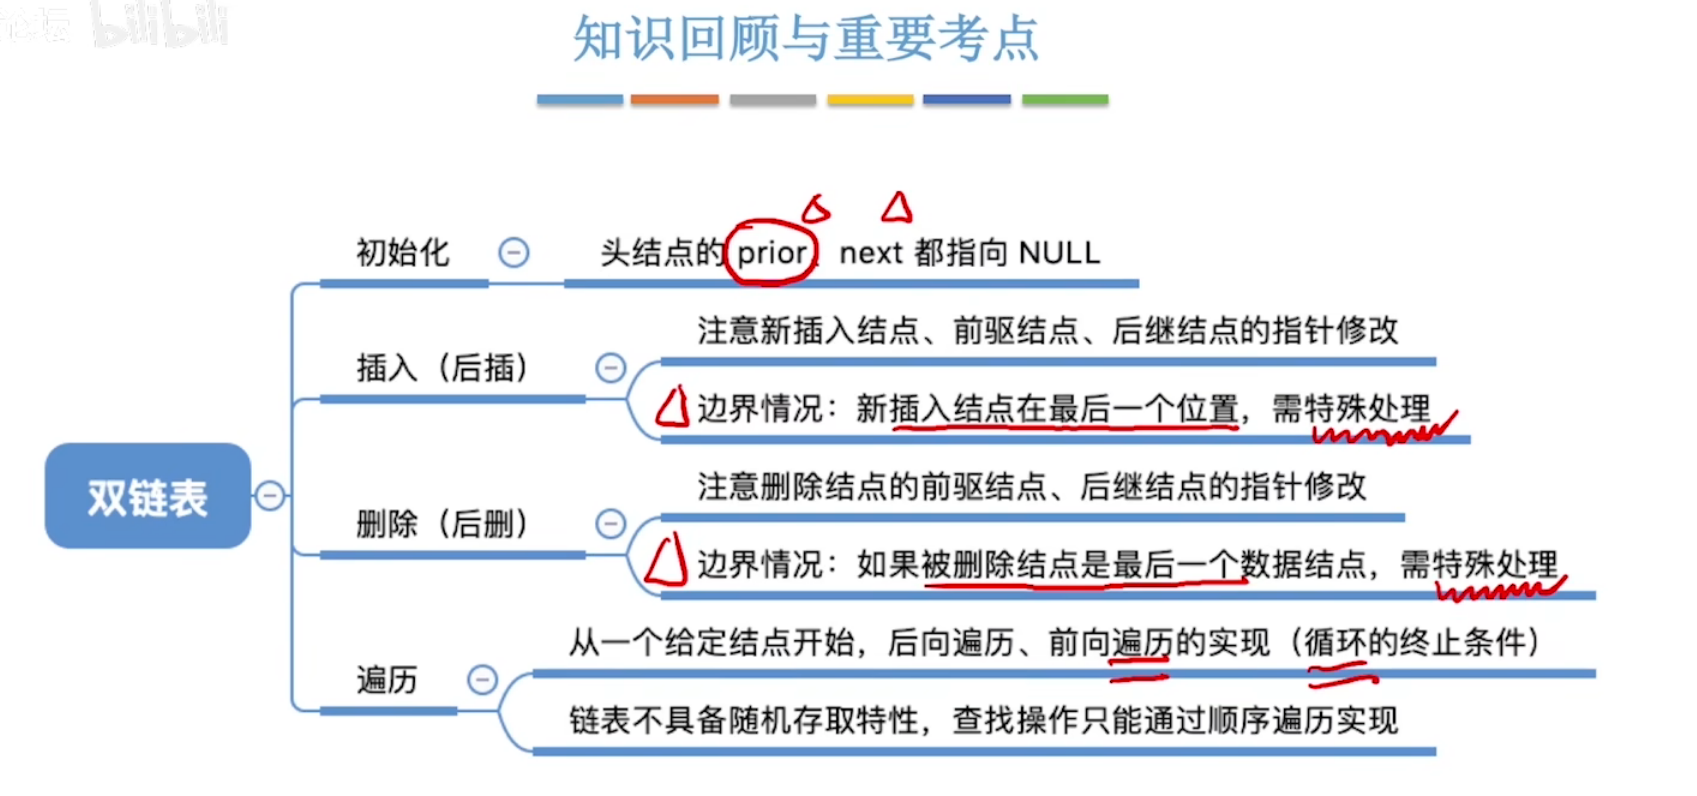 论坛 bilibili
知识回顾与重要考点
初始化
头结点的 prior、next 都指向 NULL
插入（后插）
注意新插入结点、前驱结点、后继结点的指针修改
边界情况：新插入结点在最后一个位置，需特殊处理
双链表
删除（后删）
注意删除结点的前驱结点、后继结点的指针修改
边界情况：如果被删除结点是最后一个数据结点，需特殊处理
遍历
从一个给定结点开始，后向遍历、前向遍历的实现（循环的终止条件）
链表不具备随机存取特性，查找操作只能通过顺序遍历实现